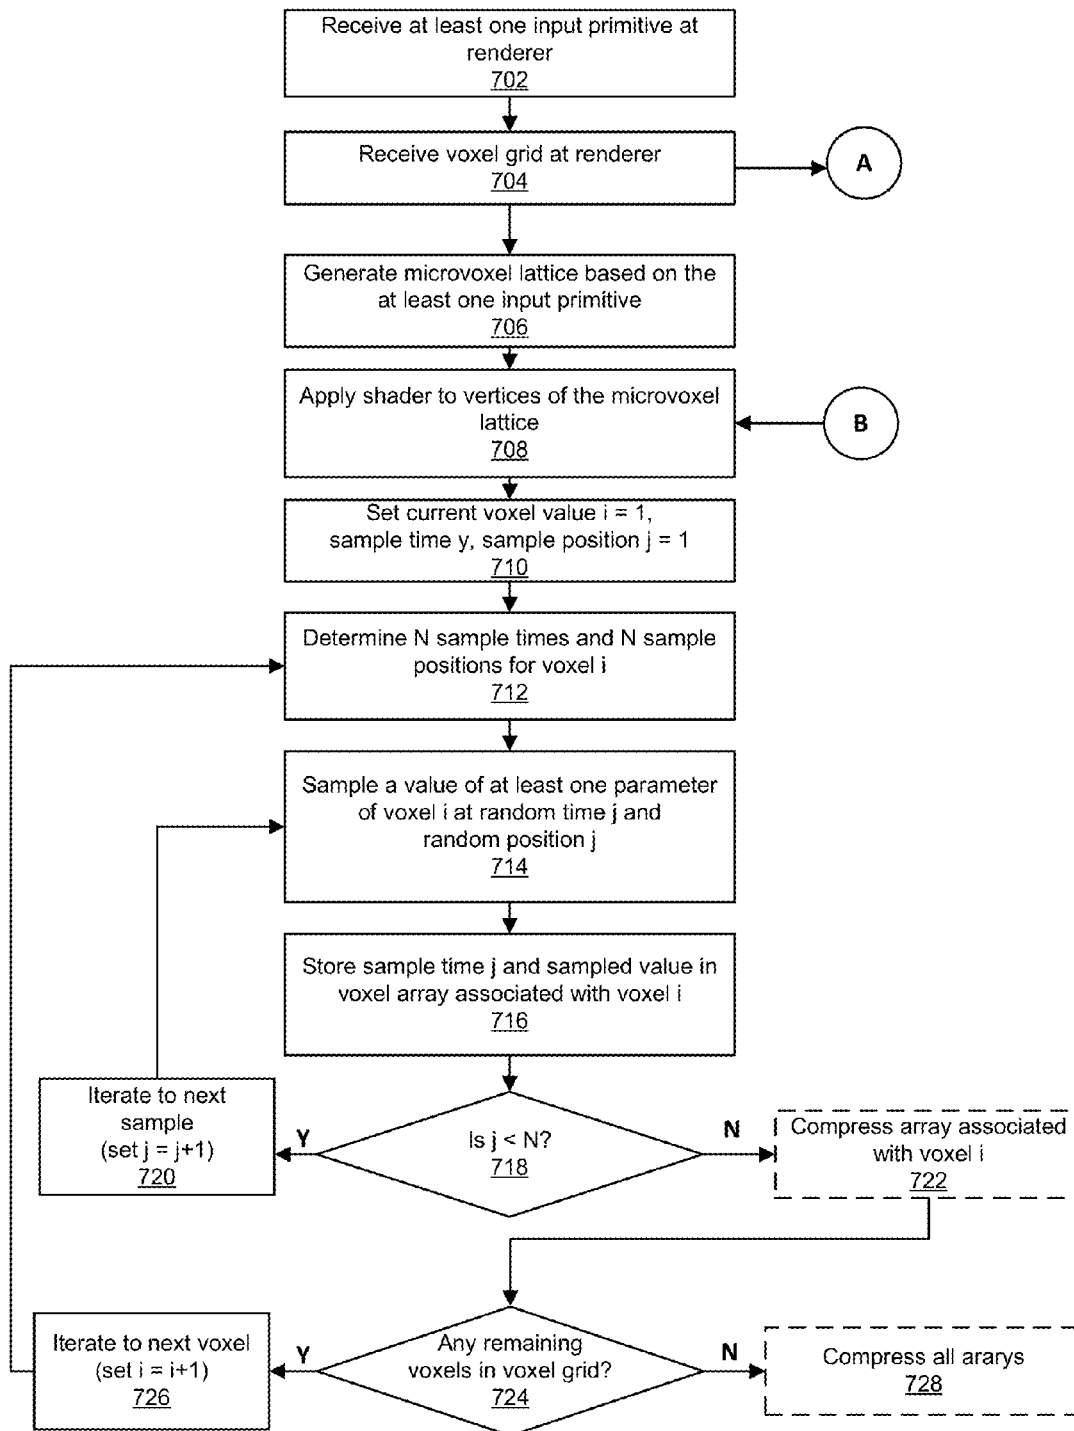 Receive at least one input primitive at
renderer
702
Receive voxel grid at renderer
704
A
Generate microvoxel lattice based on the
at least one input primitive
706
Apply shader to vertices of the microvoxel
lattice
708
B
Set current voxel value i = 1,
sample time y, sample position j = 1
710
Determine N sample times and N sample
positions for voxel i
712
Sample a value of at least one parameter
of voxel i at random time j and
random position j
714
Store sample time j and sampled value in
voxel array associated with voxel i
716
Iterate to next
sample
(set j = j+1)
720
Y
Is j < N?
718
N
Compress array associated
with voxel i
722
Iterate to next voxel
(set i = i+1)
726
Y
Any remaining
voxels in voxel grid?
724
N
Compress all ararys
728